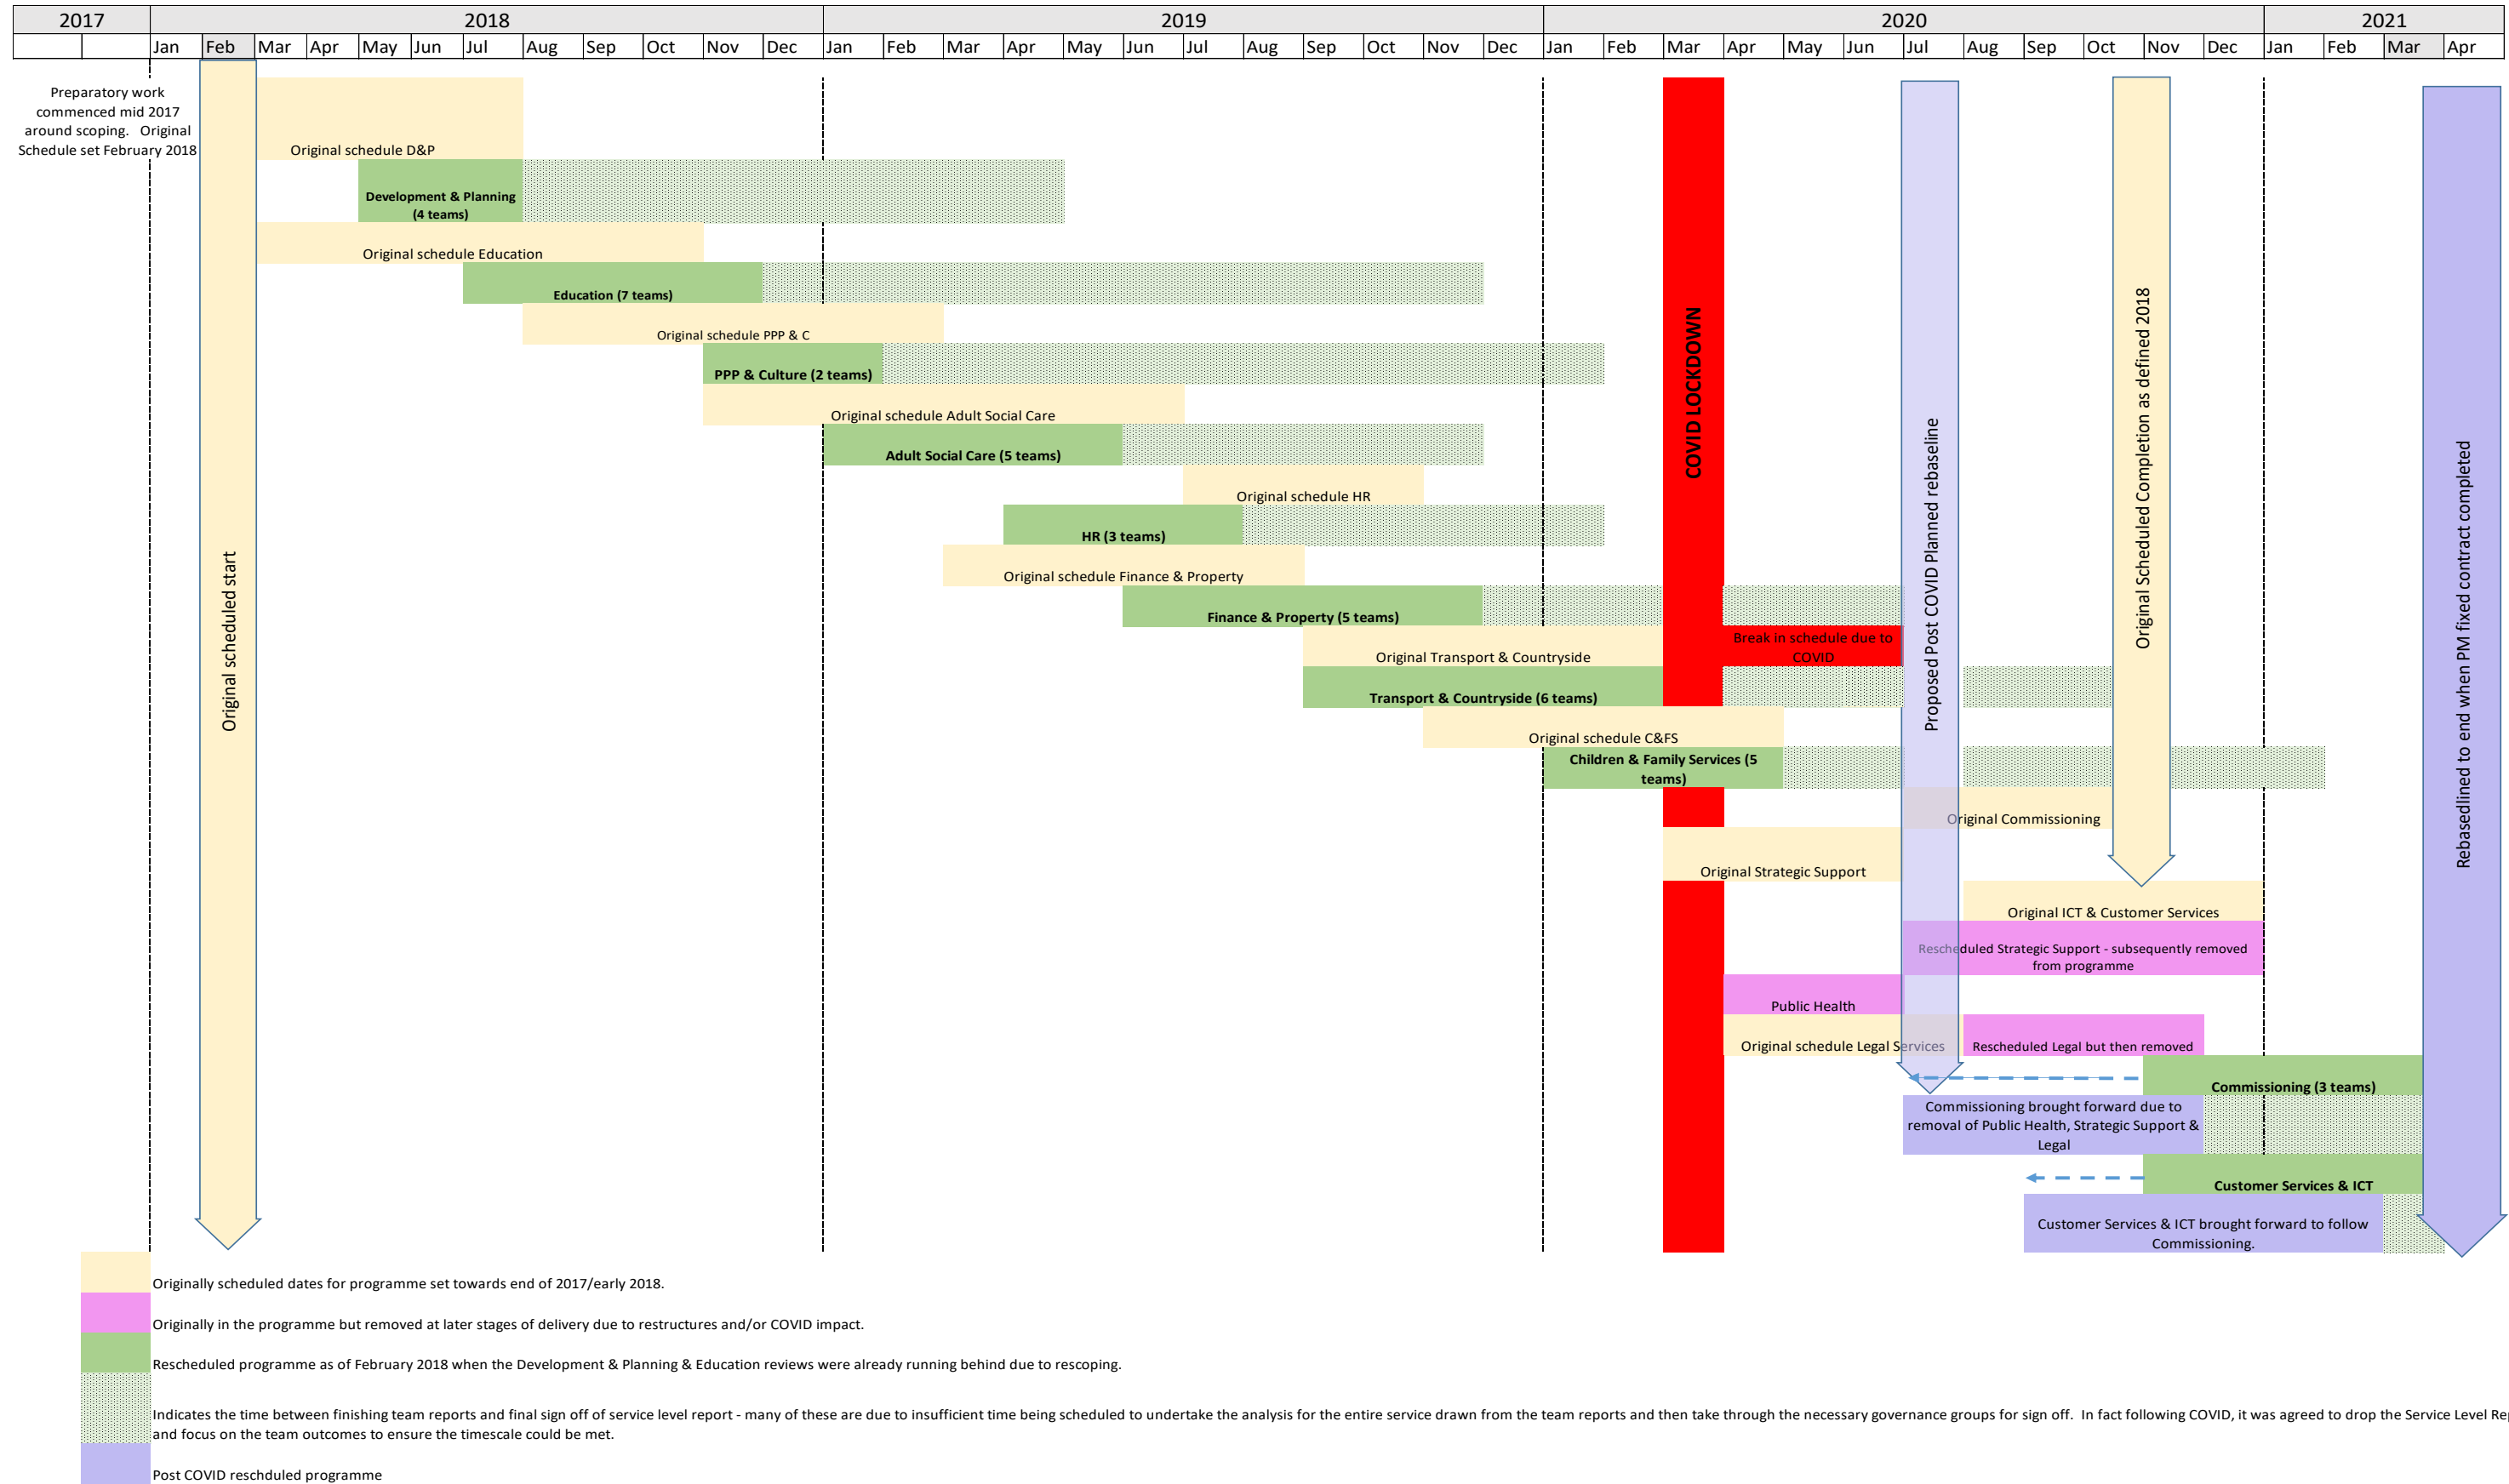 2017 2018 2019 2020 2021
Jan Feb Mar Apr May Jun Jul Aug Sep Oct Nov Dec Jan Feb Mar Apr May Jun Jul Aug Sep Oct Nov Dec Jan Feb Mar Apr May Jun Jul Aug Sep Oct Nov Dec Jan Feb Mar Apr
Preparatory work
commenced mid 2017
around scoping. Original
Schedule set February 2018
Original scheduled start
COVID LOCKDOWN
Proposed Post COVID Planned rebaseline
Original Scheduled Completion as defined 2018
Rebasedlined to end when PM fixed contract completed
Original schedule D&P
Development & Planning
(4 teams)
Original schedule Education
Education (7 teams)
Original schedule PPP & C
PPP & Culture (2 teams)
Original schedule Adult Social Care
Adult Social Care (5 teams)
Original schedule HR
HR (3 teams)
Original schedule Finance & Property
Finance & Property (5 teams)
Original Transport & Countryside
Break in schedule due to
COVID
Transport & Countryside (6 teams)
Original schedule C&FS
Children & Family Services (5
teams)
Original Commissioning
Original Strategic Support
Original ICT & Customer Services
Rescheduled Strategic Support - subsequently removed
from programme
Public Health
Original schedule Legal Services
Rescheduled Legal but then removed
Commissioning (3 teams)
Commissioning brought forward due to
removal of Public Health, Strategic Support &
Legal
Customer Services & ICT
Customer Services & ICT brought forward to follow
Commissioning.
Originally scheduled dates for programme set towards end of 2017/early 2018.
Originally in the programme but removed at later stages of delivery due to restructures and/or COVID impact.
Rescheduled programme as of February 2018 when the Development & Planning & Education reviews were already running behind due to rescoping.
Indicates the time between finishing team reports and final sign off of service level report - many of these are due to insufficient time being scheduled to undertake the analysis for the entire service drawn from the team reports and then take through the necessary governance groups for sign off. In fact following COVID, it was agreed to drop the Service Level
and focus on the team outcomes to ensure the timescale could be met.
Post COVID reschduled programme